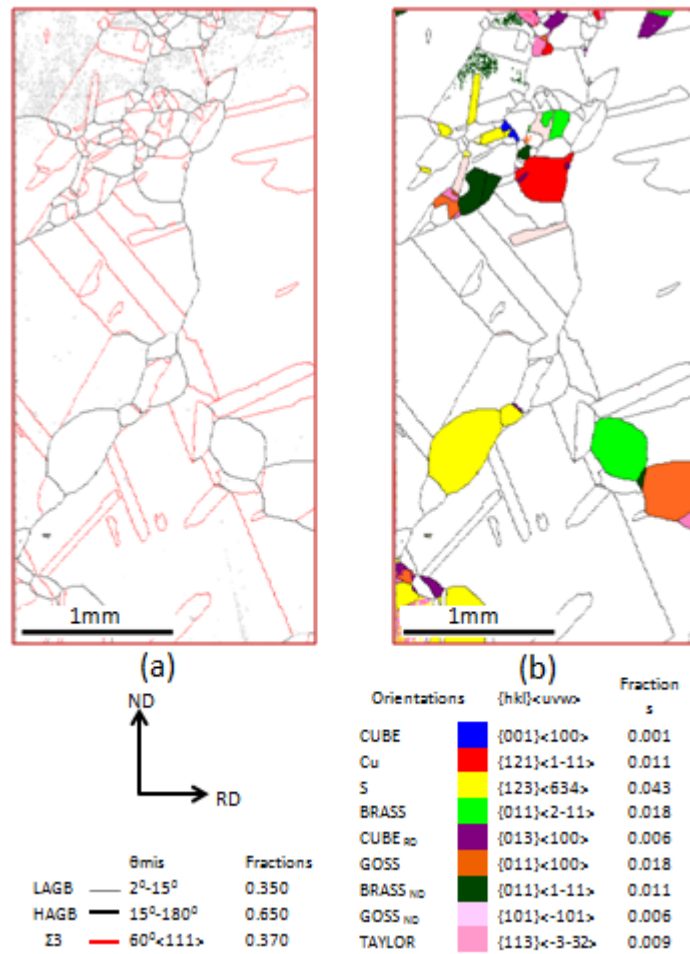 1mm
1mm
(a)
(b)
ND
RD
θmis Fractions
LAGB 2⁰-15⁰ 0.350
HAGB 15⁰-180⁰ 0.650
Σ3 60⁰<111> 0.370
Orientations {hkl}<uvw> Fraction
s
CUBE {001}<100> 0.001
Cu {121}<1-11> 0.011
S {123}<634> 0.043
BRASS {011}<2-11> 0.018
CUBE RD {013}<100> 0.006
GOSS {011}<100> 0.018
BRASS ND {011}<1-11> 0.011
GOSS ND {101}<-101> 0.006
TAYLOR {113}<-3-32> 0.009